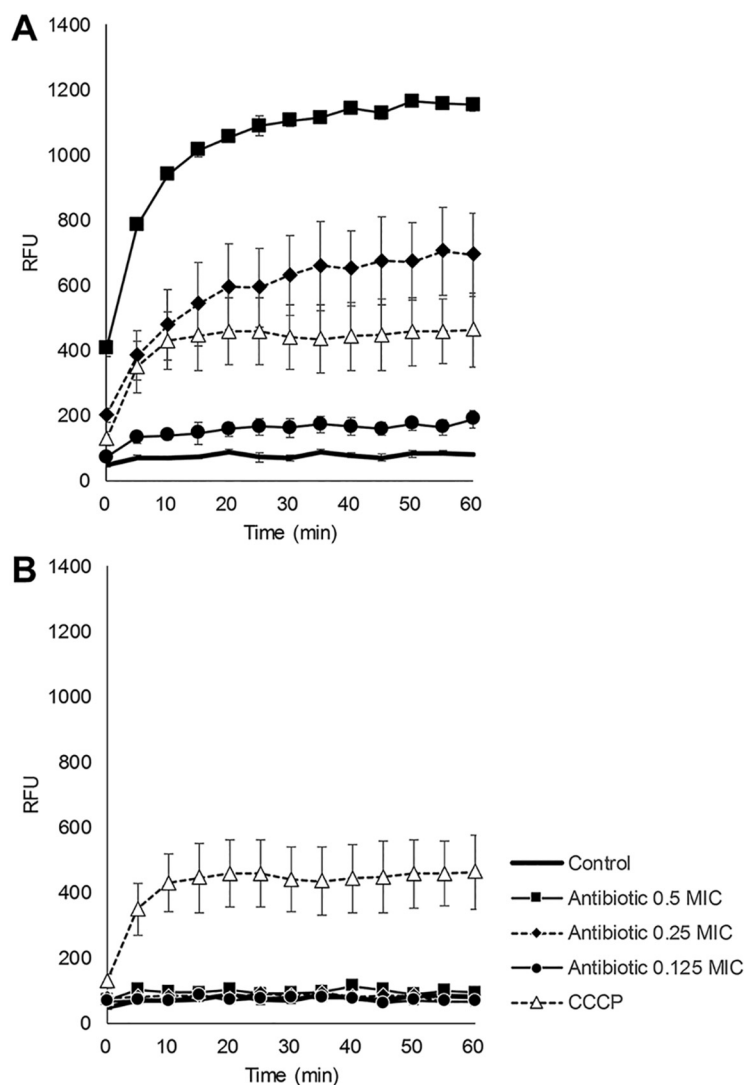 A
1400
1200
1000
800
600
400
200
0
RFU
0 10 20 30 40 50 60
Time (min)
B
1400
1200
1000
800
600
400
200
0
RFU
0 10 20 30 40 50 60
Time (min)
Control
Antibiotic 0.5 MIC
Antibiotic 0.25 MIC
Antibiotic 0.125 MIC
CCCP